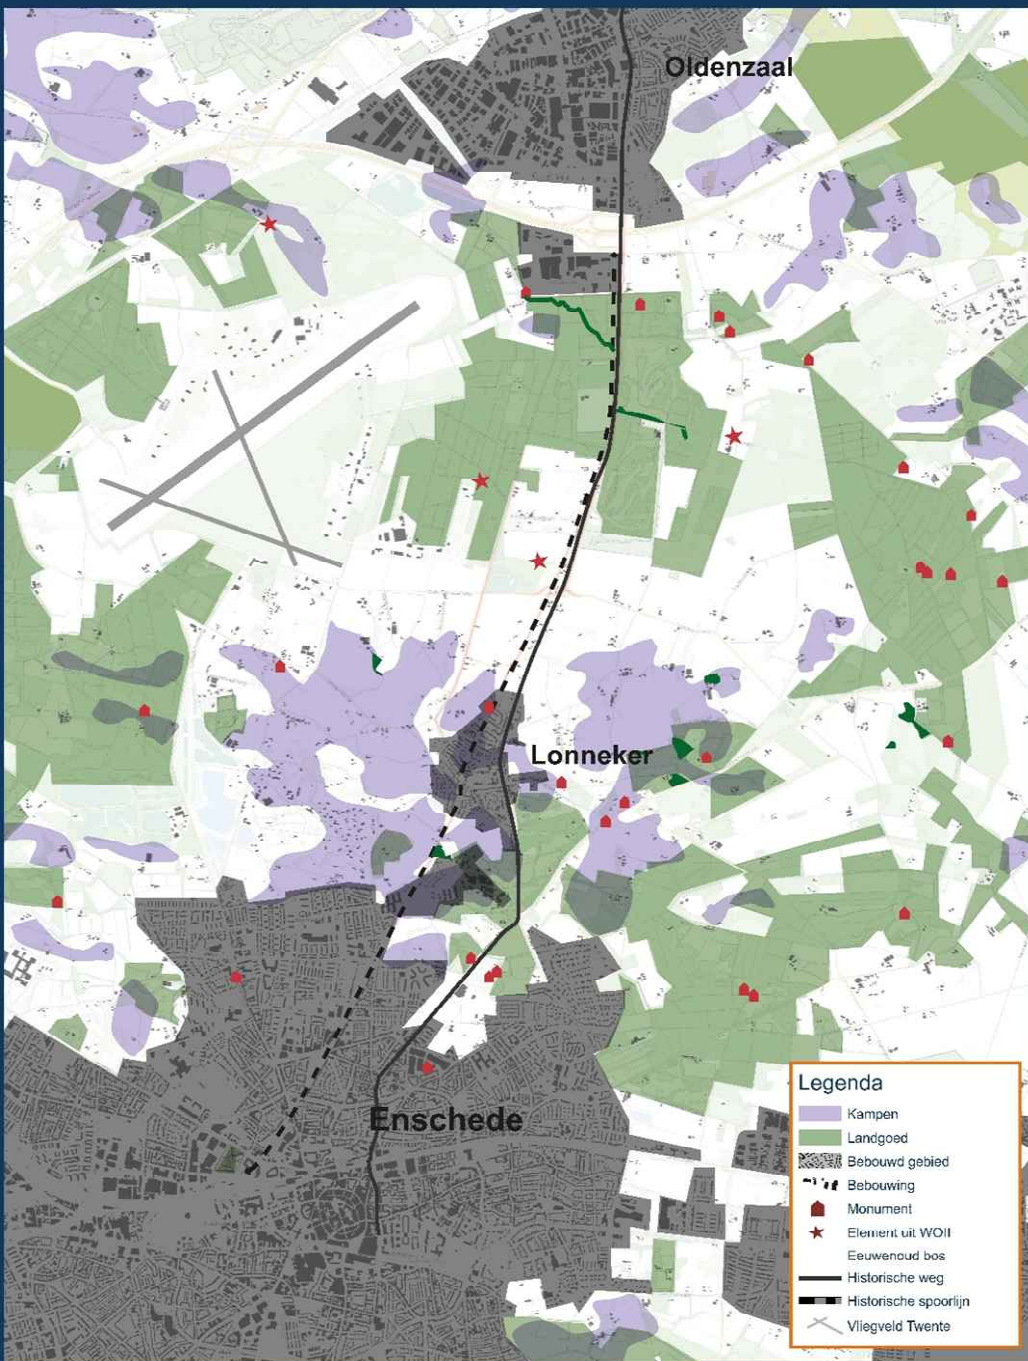 Oldenzaal
Lonneker
Enschede
Legenda
Kampen
Landgoed
Bebouwd gebied
Bebouwing
Monument
Element uit WOII
Eeuwenoud bos
Historische weg
Historische spoorlijn
Vliegveld Twente